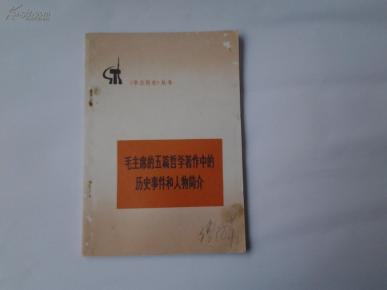 《学点历史》丛书
毛主席的五篇哲学著作中的
历史事件和人物简介